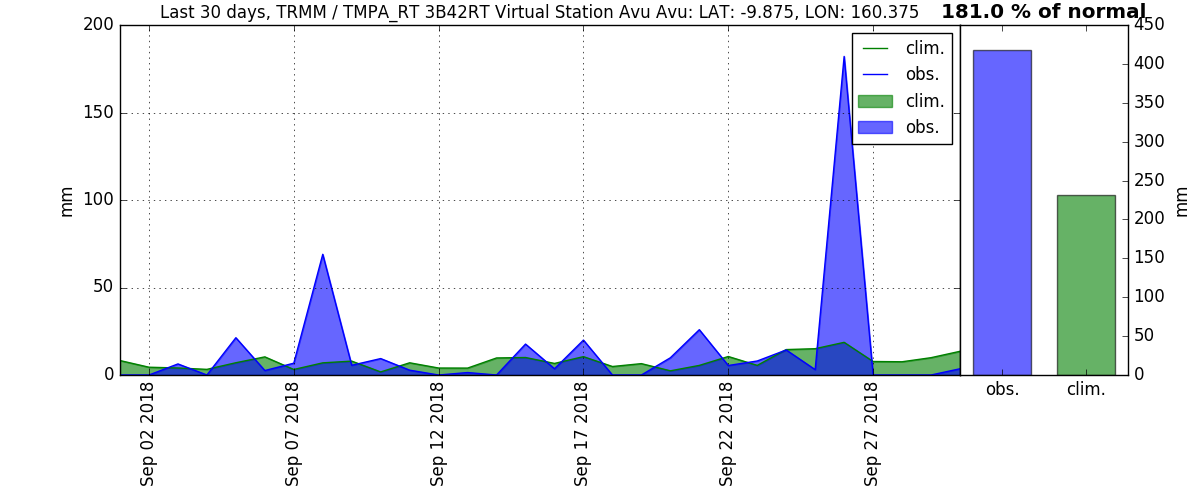 Last 30 days, TRMM / TMPA_RT 3B42RT Virtual Station Avu Avu: LAT: -9.875, LON: 160.375
181.0 % of normal
200
150
100
50
0
mm
clim.
obs.
clim.
obs.
Sep 02 2018
Sep 07 2018
Sep 12 2018
Sep 17 2018
Sep 22 2018
Sep 27 2018
450
400
350
300
250
200
150
100
50
0
mm
obs.
clim.